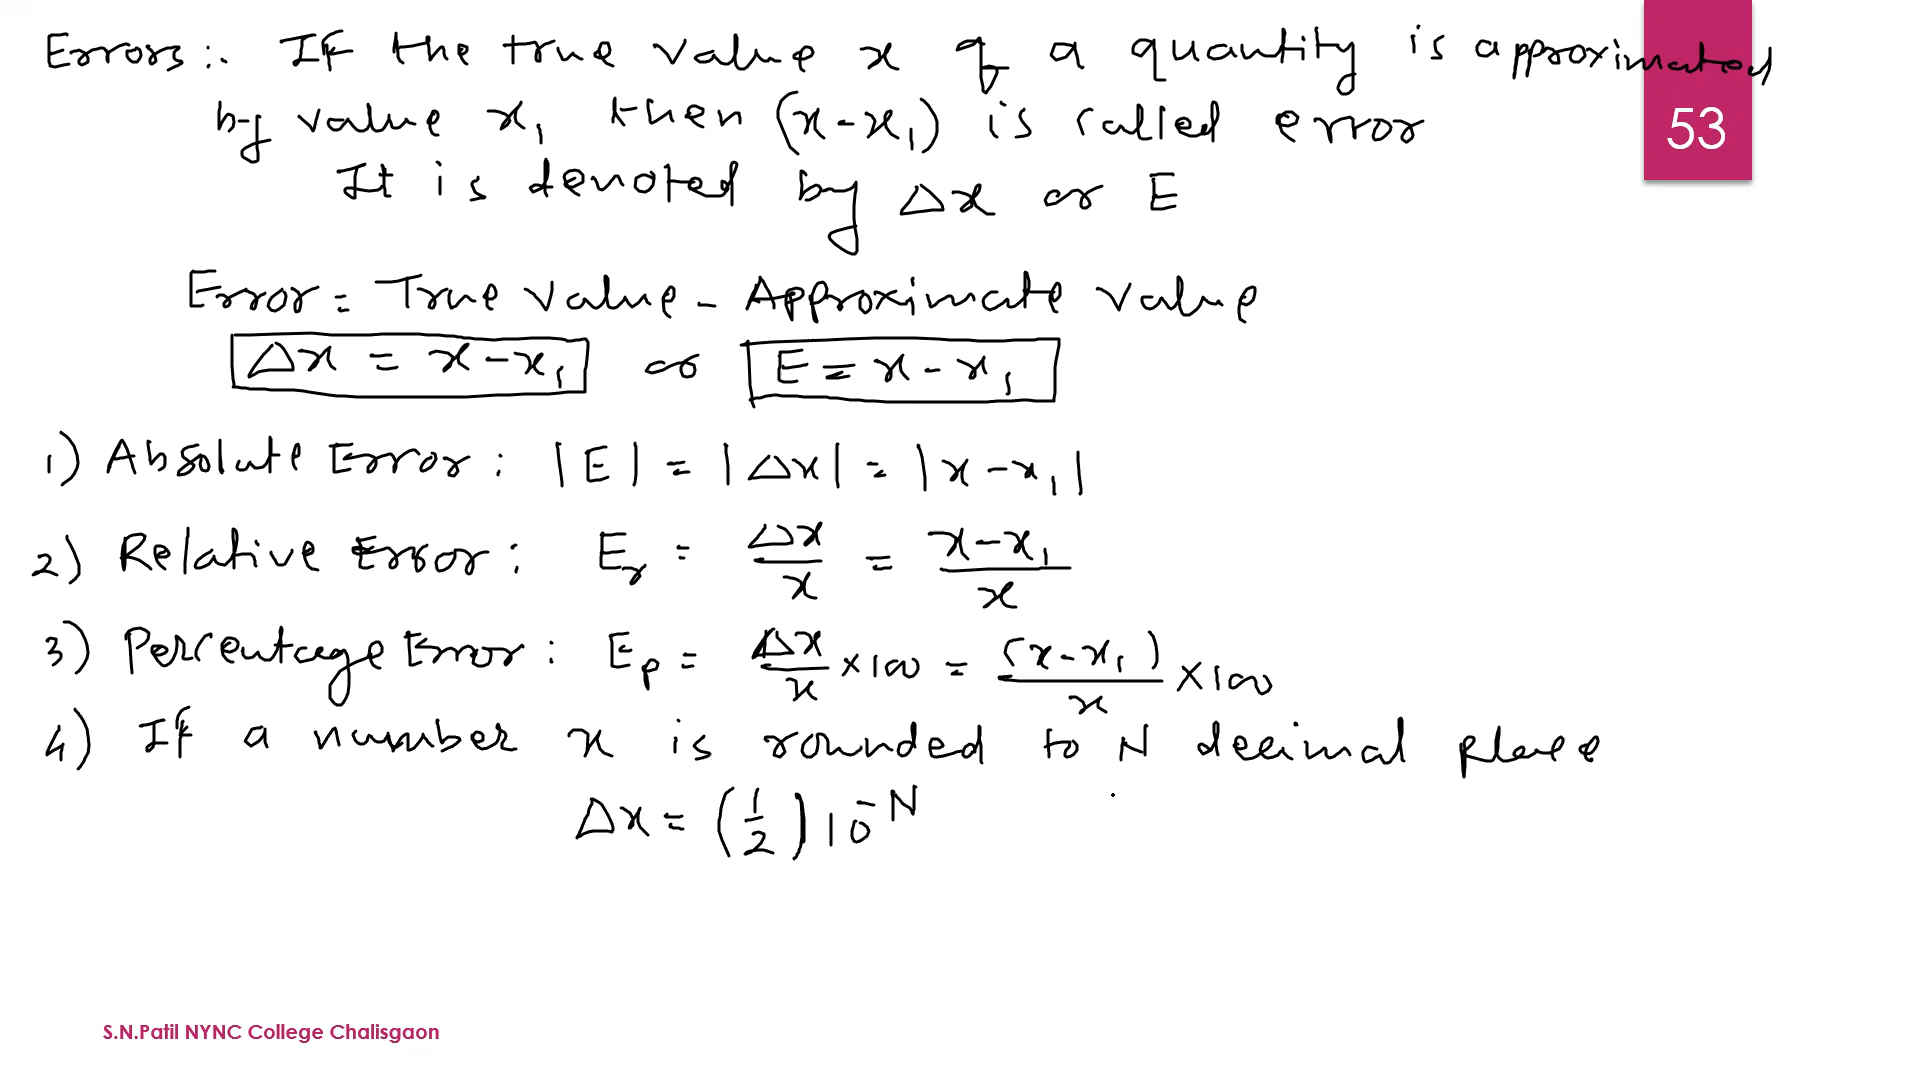 Errors :. If the true value x of a quantity is approximated
53
by value x₁ then (x-x₁) is called error
It is denoted by Δx or E
Error = True value - Approximate value
Δx = x-x₁ or E = x-x₁
1) Absolute Error : |E| = |Δx| = |x-x₁|
2) Relative Error : Eᵣ = Δx/x = (x-x₁)/x
3) Percentage Error : Eₚ = Δx/x ×100 = (x-x₁)/x ×100
4) If a number x is rounded to N decimal place
Δx = (1/2) 10⁻ᴺ
S.N.Patil NYNC College Chalisgaon